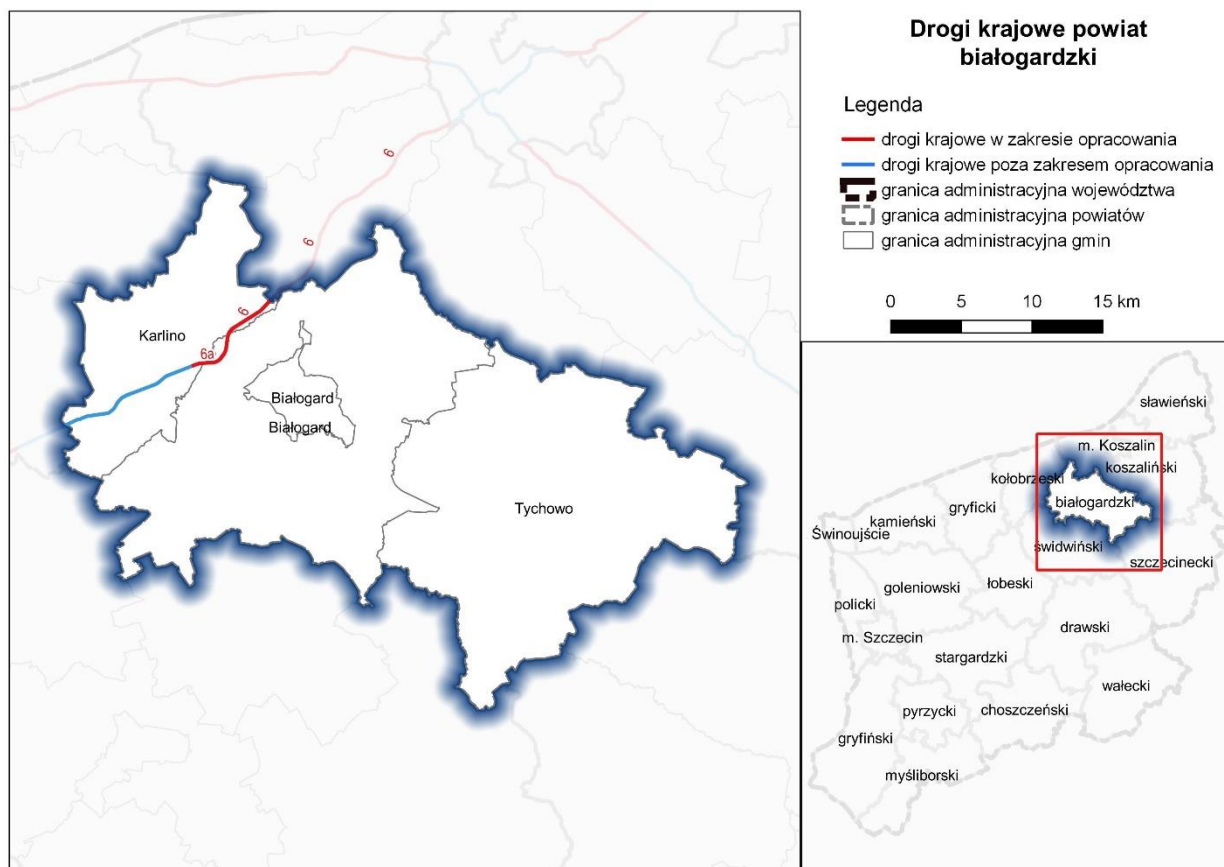 Drogi krajowe powiat
białogardzki
Legenda
drogi krajowe w zakresie opracowania
drogi krajowe poza zakresem opracowania
granica administracyjna województwa
granica administracyjna powiatów
granica administracyjna gmin
0 5 10 15 km
6
6
6
6a
Karlino
Białogard
Białogard
Tychowo
sławieński
m. Koszalin
koszaliński
kołobrzeski
białogardzki
gryficki
kamieński
Świnoujście
świdwiński
szczecinecki
łobeski
goleniowski
policki
drawski
m. Szczecin
stargardzki
wałecki
pyrzycki
choszczeński
gryfiński
myśliborski